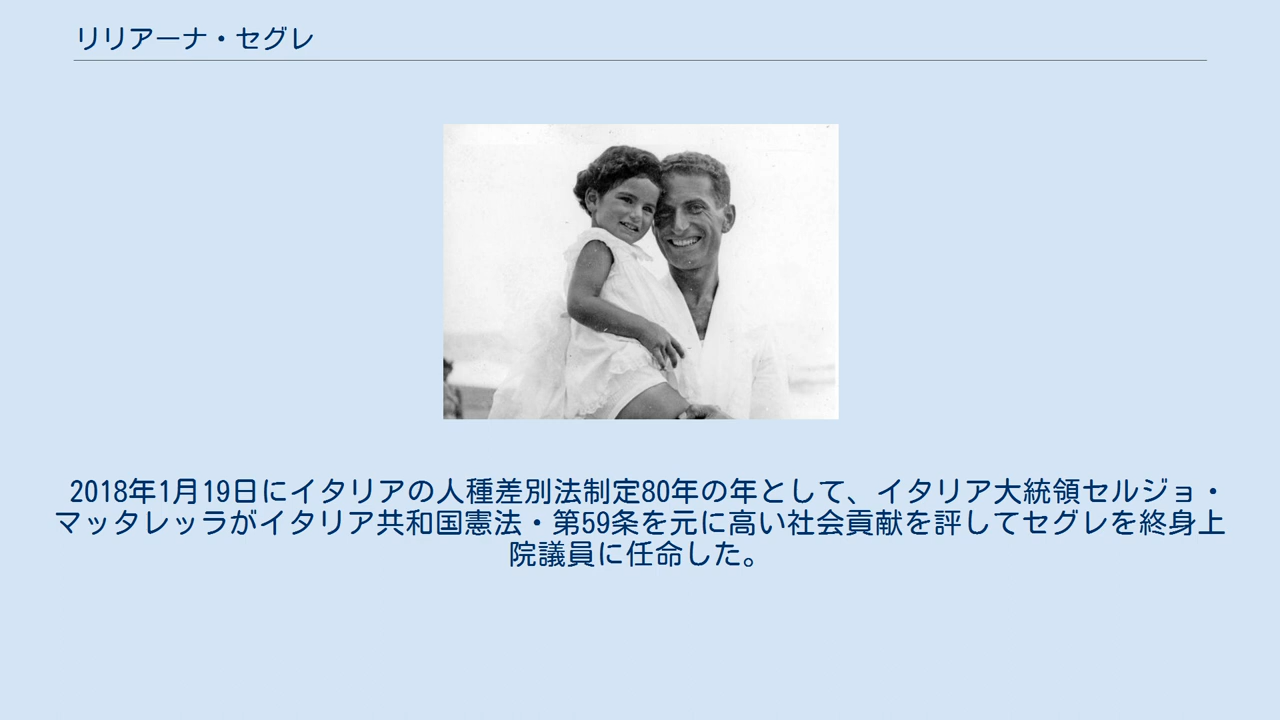 リリアーナ・セグレ
2018年1月19日にイタリアの人種差別法制定80年の年として、イタリア大統領セルジョ・
マッタレッラがイタリア共和国憲法・第59条を元に高い社会貢献を評してセグレを終身上
院議員に任命した。